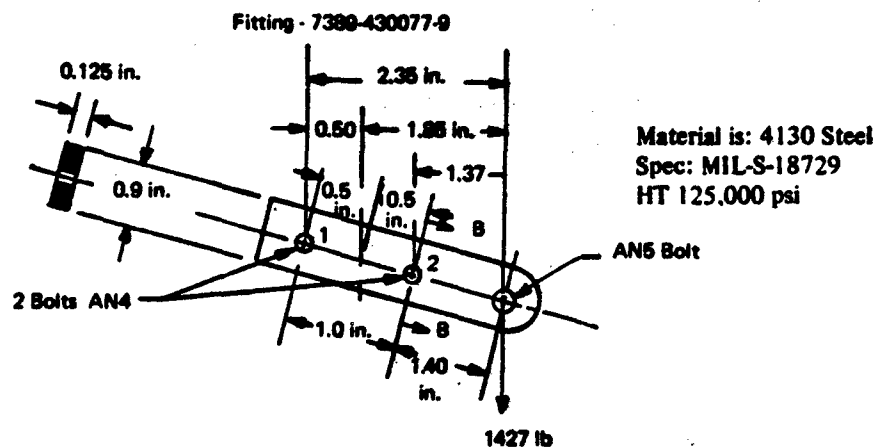 Fitting - 7389-430077-9
0.125 in.
2.35 in.
0.50
1.85 in.
Material is: 4130 Steel
Spec: MIL-S-18729
HT 125,000 psi
1.37
0.9 in.
0.5
in.
0.5
in.
B
1
AN5 Bolt
2
2 Bolts AN4
1.0 in.
B
1.40
in.
1427 lb